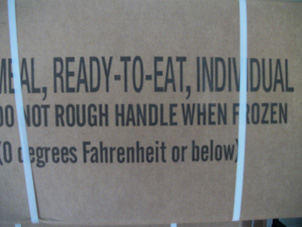 MEAL, READY-TO-EAT, INDIVIDUAL
DO NOT ROUGH HANDLE WHEN FROZEN
(0 degrees Fahrenheit or below)